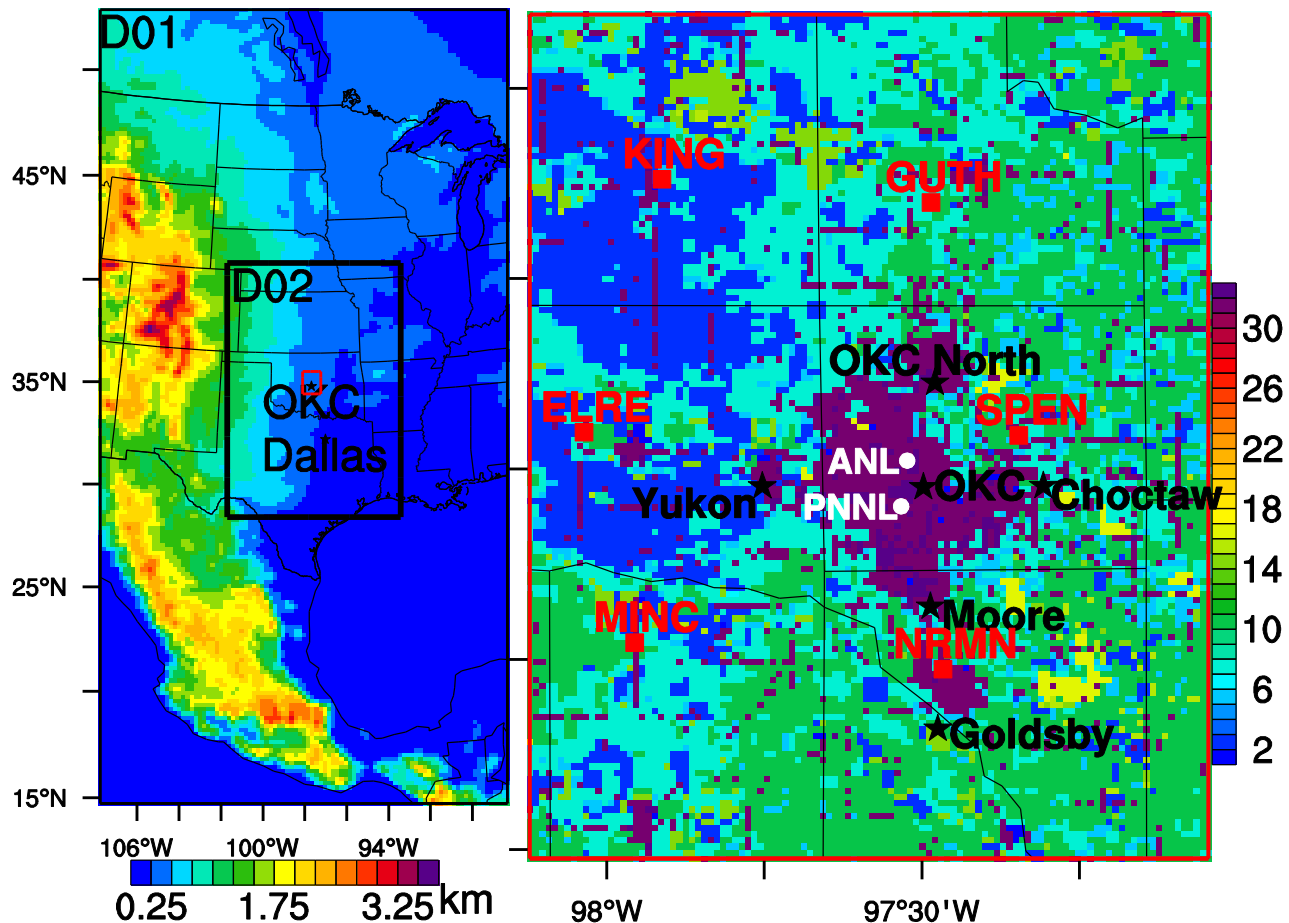 D01
45°N
35°N
25°N
15°N
D02
OKC
Dallas
106°W
100°W
94°W
0.25
1.75
3.25
km
KING
GUTH
OKC North
ELRE
SPEN
ANL
Yukon
OKC
Choctaw
PNNL
MINC
Moore
NRMN
Goldsby
98°W
97°30'W
30
26
22
18
14
10
6
2